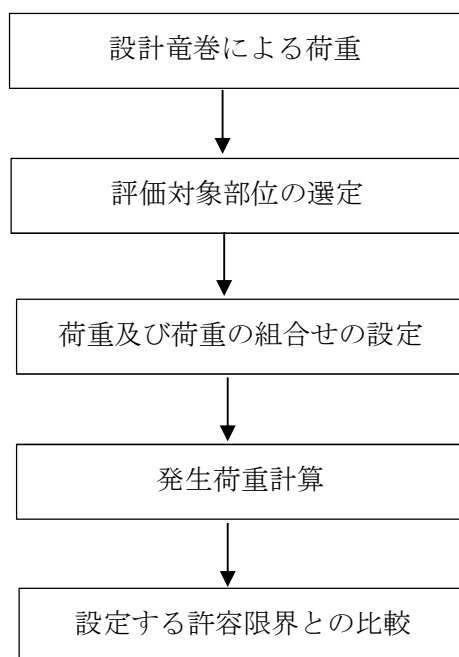 設計竜巻による荷重
評価対象部位の選定
荷重及び荷重の組合せの設定
発生荷重計算
設定する許容限界との比較